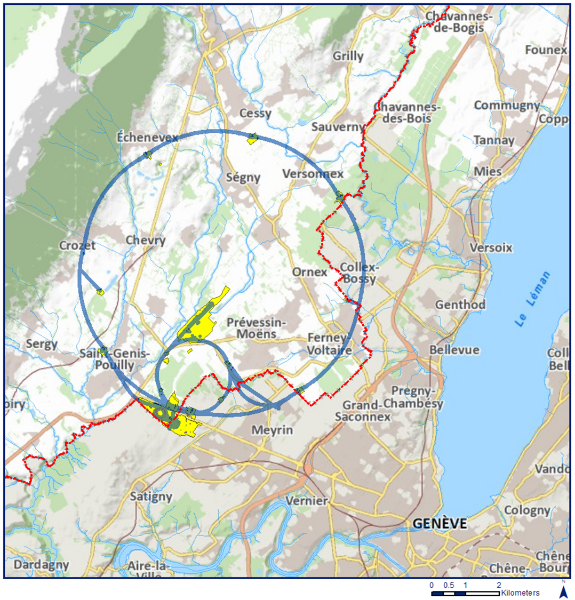 Chavannes-
de-Bogis
Founex
Grilly
Cessy
Chavannes-
des-Bois
Commugny
Copp
Sauverny
Échenevex
Tannay
Ségny
Versonnex
Mies
Crozet
Chevry
Versoix
Ornex
Collex-
Bossy
Le Léman
Genthod
Prévessin-
Moëns
Sergy
Ferney
Voltaire
Saint-Genis-
Pouilly
Bellevue
Coll
Bell
oiry
Pregny-
Chambésy
Grand-
Saconnex
Meyrin
Vando
Satigny
Vernier
Cologny
GENÈVE
Dardagny
Aire-la-
Ville
Chêne-
Chêne
Bour
0 0.5 1 2
Kilometers